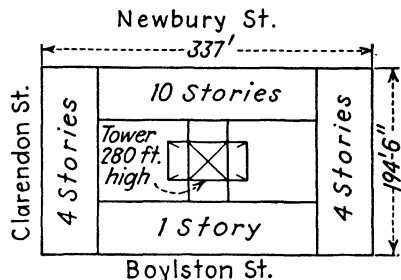 Newbury St.
337'
Clarendon St.
4 Stories
10 Stories
Tower
280 ft.
high
1 Story
4 Stories
194'-6"
Boylston St.